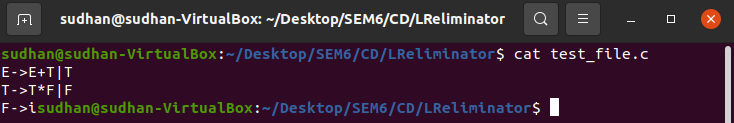 sudhan@sudhan-VirtualBox: ~/Desktop/SEM6/CD/LReliminator
sudhan@sudhan-VirtualBox:~/Desktop/SEM6/CD/LReliminator$ cat test_file.c
E->E+T|T
T->T*F|F
F->isudhan@sudhan-VirtualBox:~/Desktop/SEM6/CD/LReliminator$